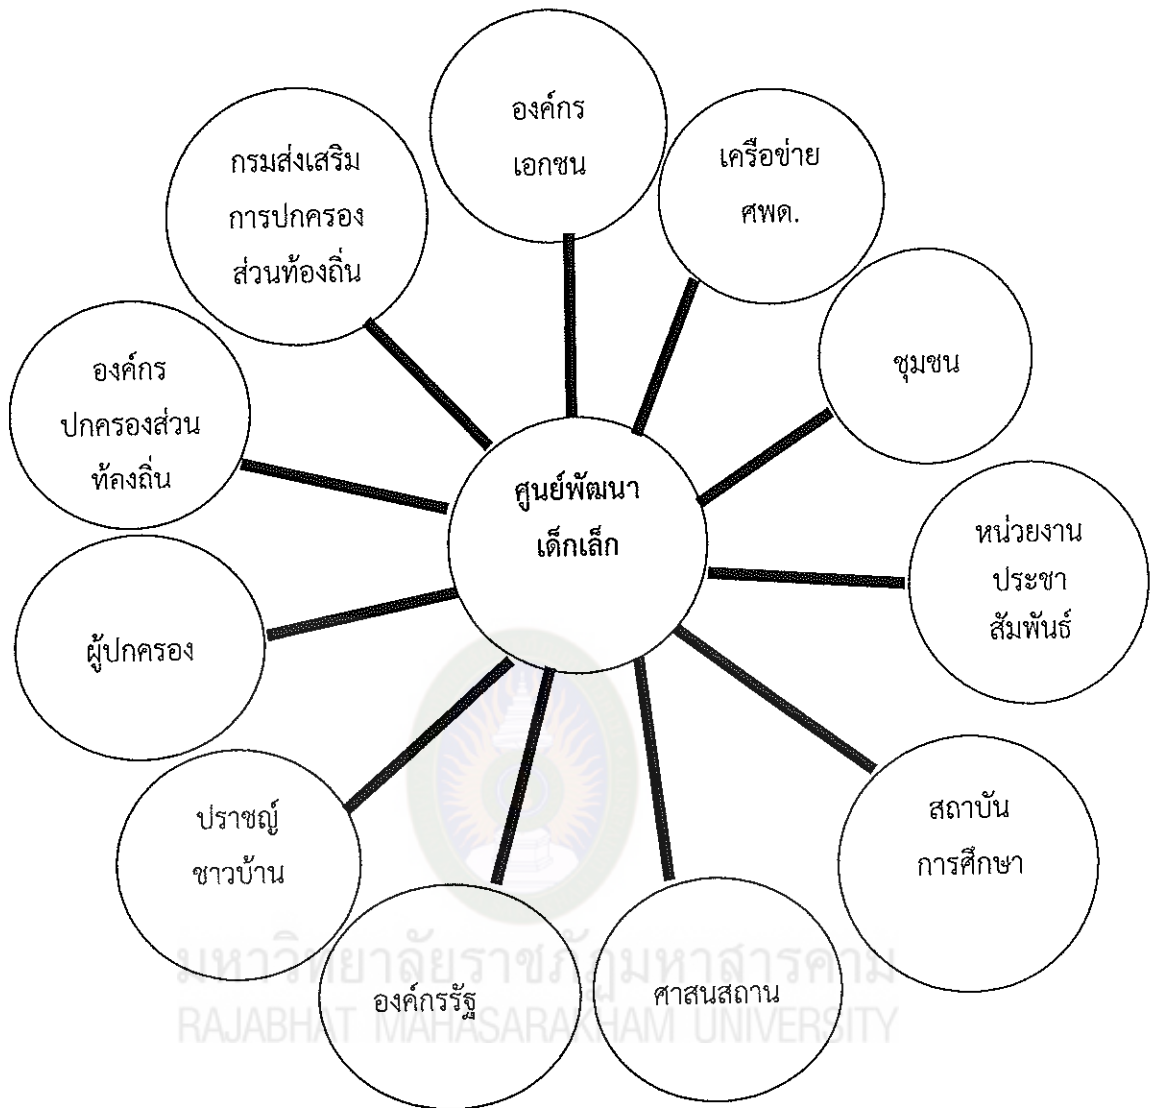 องค์กร
เอกชน
เครือข่าย
ศพด.
กรมส่งเสริม
การปกครอง
ส่วนท้องถิ่น
ชุมชน
องค์กร
ปกครองส่วน
ท้องถิ่น
ศูนย์พัฒนา
เด็กเล็ก
หน่วยงาน
ประชา
สัมพันธ์
ผู้ปกครอง
ปราชญ์
ชาวบ้าน
สถาบัน
การศึกษา
องค์กรรัฐ
ศาสนสถาน
มหาวิทยาลัยราชภัฏมหาสารคาม
RAJABHAT MAHASARAKHAM UNIVERSITY